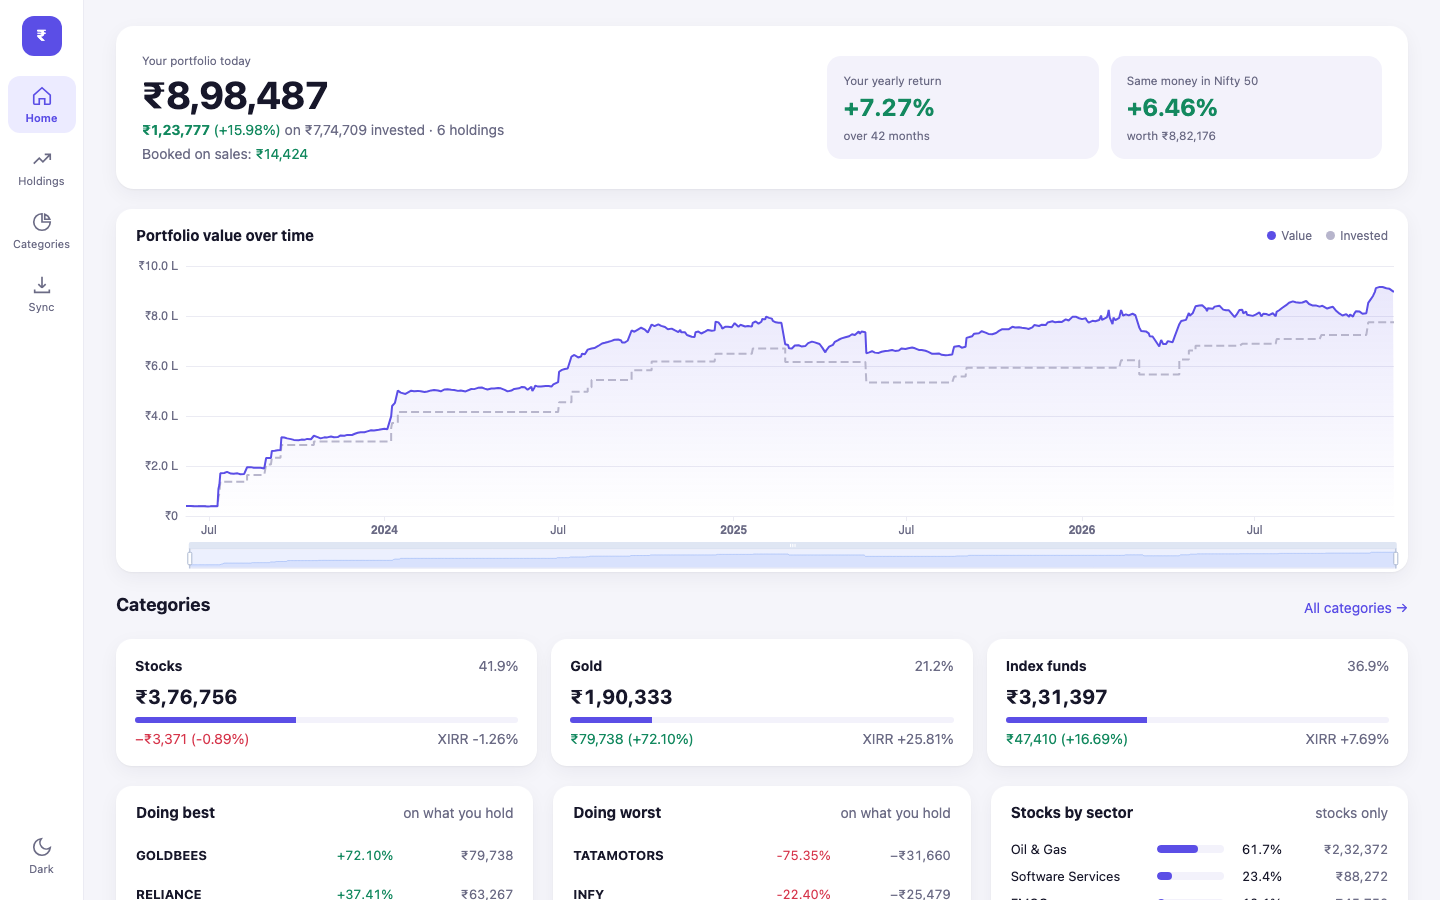 ₹
Home
Holdings
Categories
Sync
Dark
Your portfolio today
₹8,98,487
₹1,23,777 (+15.98%) on ₹7,74,709 invested · 6 holdings
Booked on sales: ₹14,424
Your yearly return
+7.27%
over 42 months
Same money in Nifty 50
+6.46%
worth ₹8,82,176
Portfolio value over time
Value Invested
₹10.0 L
₹8.0 L
₹6.0 L
₹4.0 L
₹2.0 L
₹0
Jul 2024 Jul 2025 Jul 2026 Jul
Categories
All categories →
Stocks 41.9%
₹3,76,756
−₹3,371 (-0.89%) XIRR -1.26%
Gold 21.2%
₹1,90,333
₹79,738 (+72.10%) XIRR +25.81%
Index funds 36.9%
₹3,31,397
₹47,410 (+16.69%) XIRR +7.69%
Doing best on what you hold
GOLDBEES +72.10% ₹79,738
RELIANCE +37.41% ₹63,267
Doing worst on what you hold
TATAMOTORS -75.35% −₹31,660
INFY -22.40% −₹25,479
Stocks by sector stocks only
Oil & Gas 61.7% ₹2,32,372
Software Services 23.4% ₹88,272